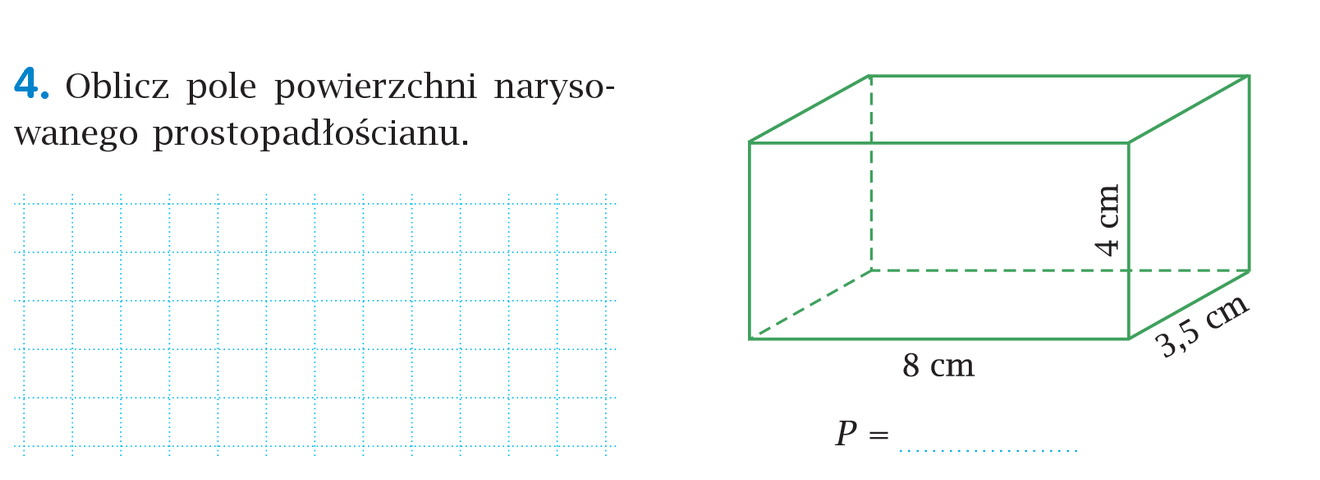 4. Oblicz pole powierzchni naryso-
wanego prostopadłościanu.
4 cm
3,5 cm
8 cm
P =